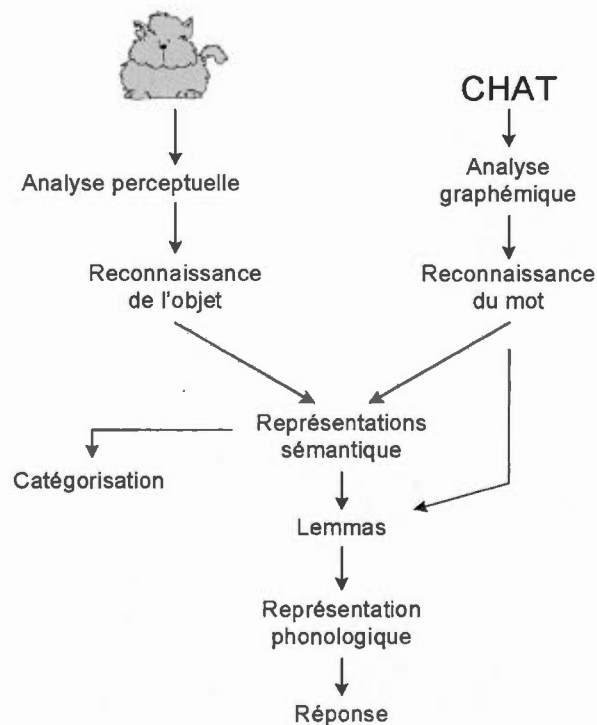 CHAT
Analyse perceptuelle
Analyse
graphémique
Reconnaissance
de l'objet
Reconnaissance
du mot
Représentations
sémantique
Catégorisation
Lemmas
Représentation
phonologique
Réponse